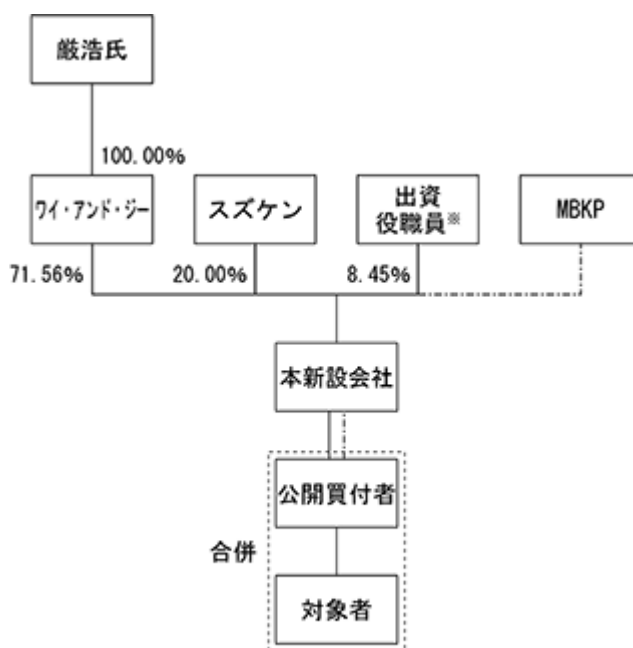 厳浩氏
100.00%
ワイ・アンド・ジー
スズケン
出資
役職員※
MBKP
71.56%
20.00%
8.45%
本新設会社
公開買付者
合併
対象者